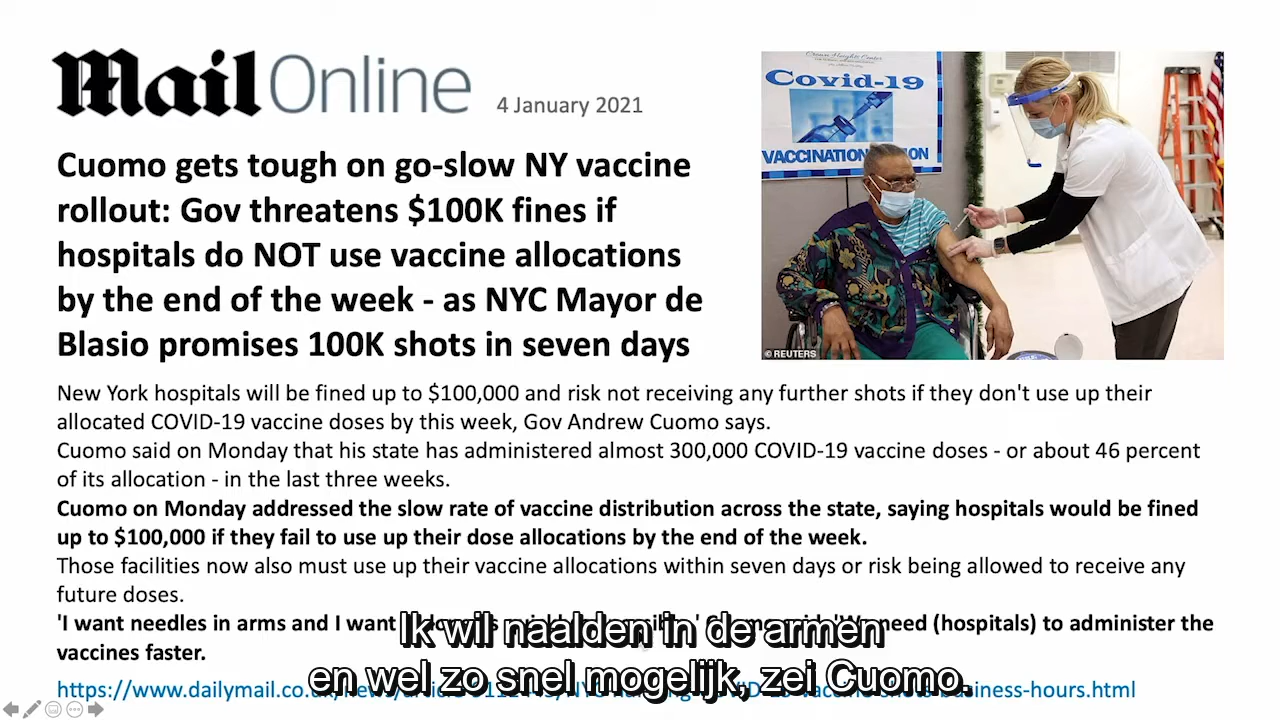 Mail Online
4 January 2021
Cuomo gets tough on go-slow NY vaccine
rollout: Gov threatens $100K fines if
hospitals do NOT use vaccine allocations
by the end of the week - as NYC Mayor de
Blasio promises 100K shots in seven days
Covid-19
VACCINATION
© REUTERS
New York hospitals will be fined up to $100,000 and risk not receiving any further shots if they don't use up their
allocated COVID-19 vaccine doses by this week, Gov Andrew Cuomo says.
Cuomo said on Monday that his state has administered almost 300,000 COVID-19 vaccine doses - or about 46 percent
of its allocation - in the last three weeks.
Cuomo on Monday addressed the slow rate of vaccine distribution across the state, saying hospitals would be fined
up to $100,000 if they fail to use up their dose allocations by the end of the week.
Those facilities now also must use up their vaccine allocations within seven days or risk being allowed to receive any
future doses.
'I want needles in arms and I want need (hospitals) to administer the
vaccines faster.
Ik wil naalden in de armen
en wel zo snel mogelijk, zei Cuomo.
https://www.dailymail.co.uk